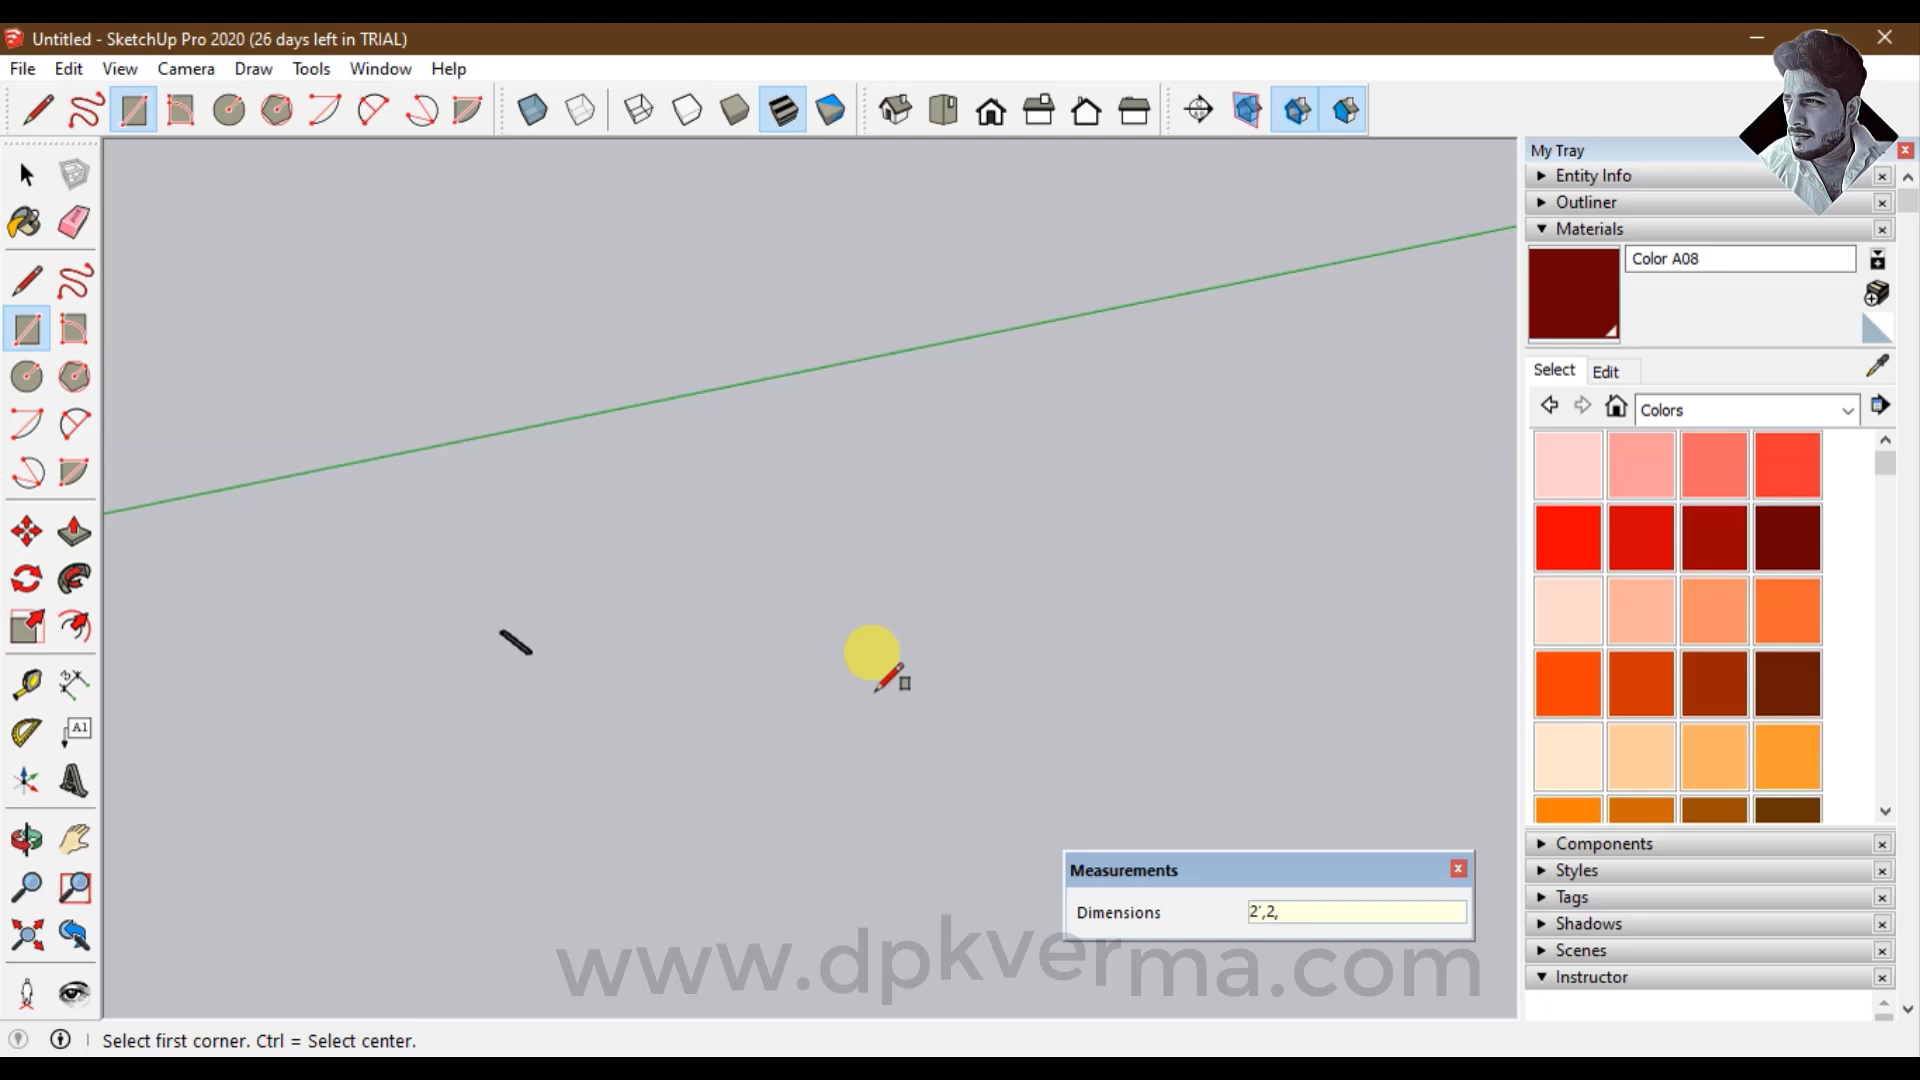 Untitled - SketchUp Pro 2020 (26 days left in TRIAL)
File Edit View Camera Draw Tools Window Help
My Tray
Entity Info
Outliner
Materials
Color A08
Select Edit
Colors
A1
Components
Measurements
Styles
Tags
Dimensions 2',2,
Shadows
Scenes
www.dpkverma.com
Instructor
Select first corner. Ctrl = Select center.